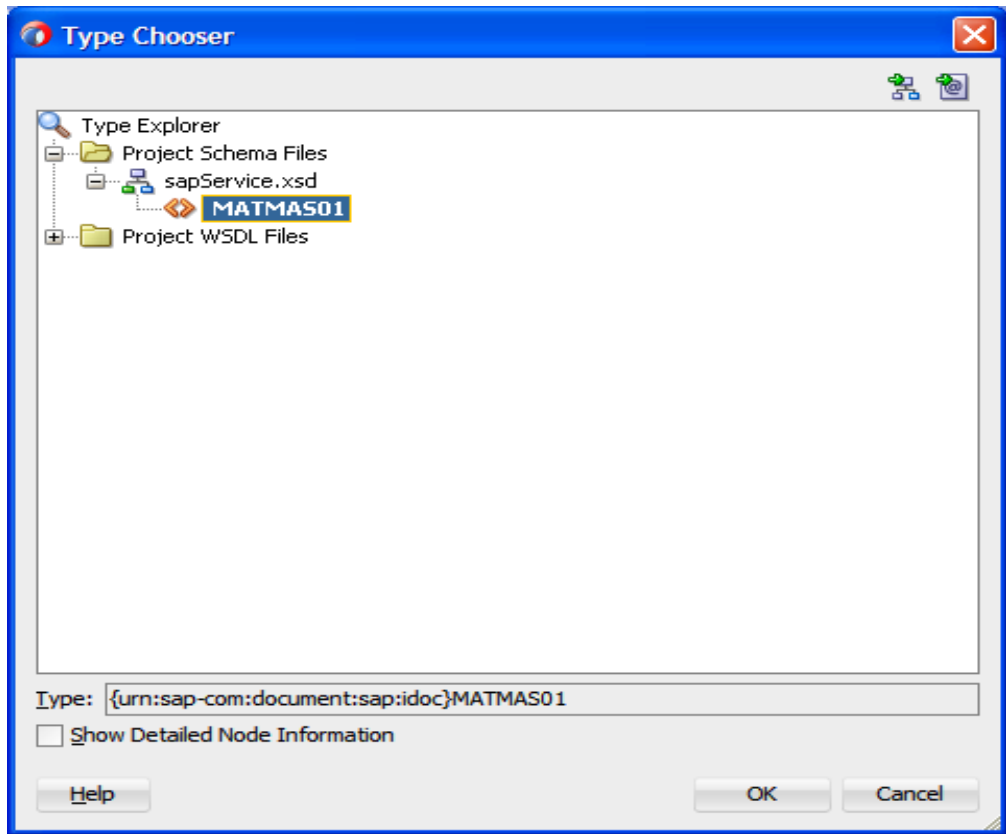 Type Chooser
Type Explorer
Project Schema Files
sapService.xsd
MATMAS01
Project WSDL Files
Type: {urn:sap-com:document:sap:idoc}MATMAS01
Show Detailed Node Information
Help OK Cancel